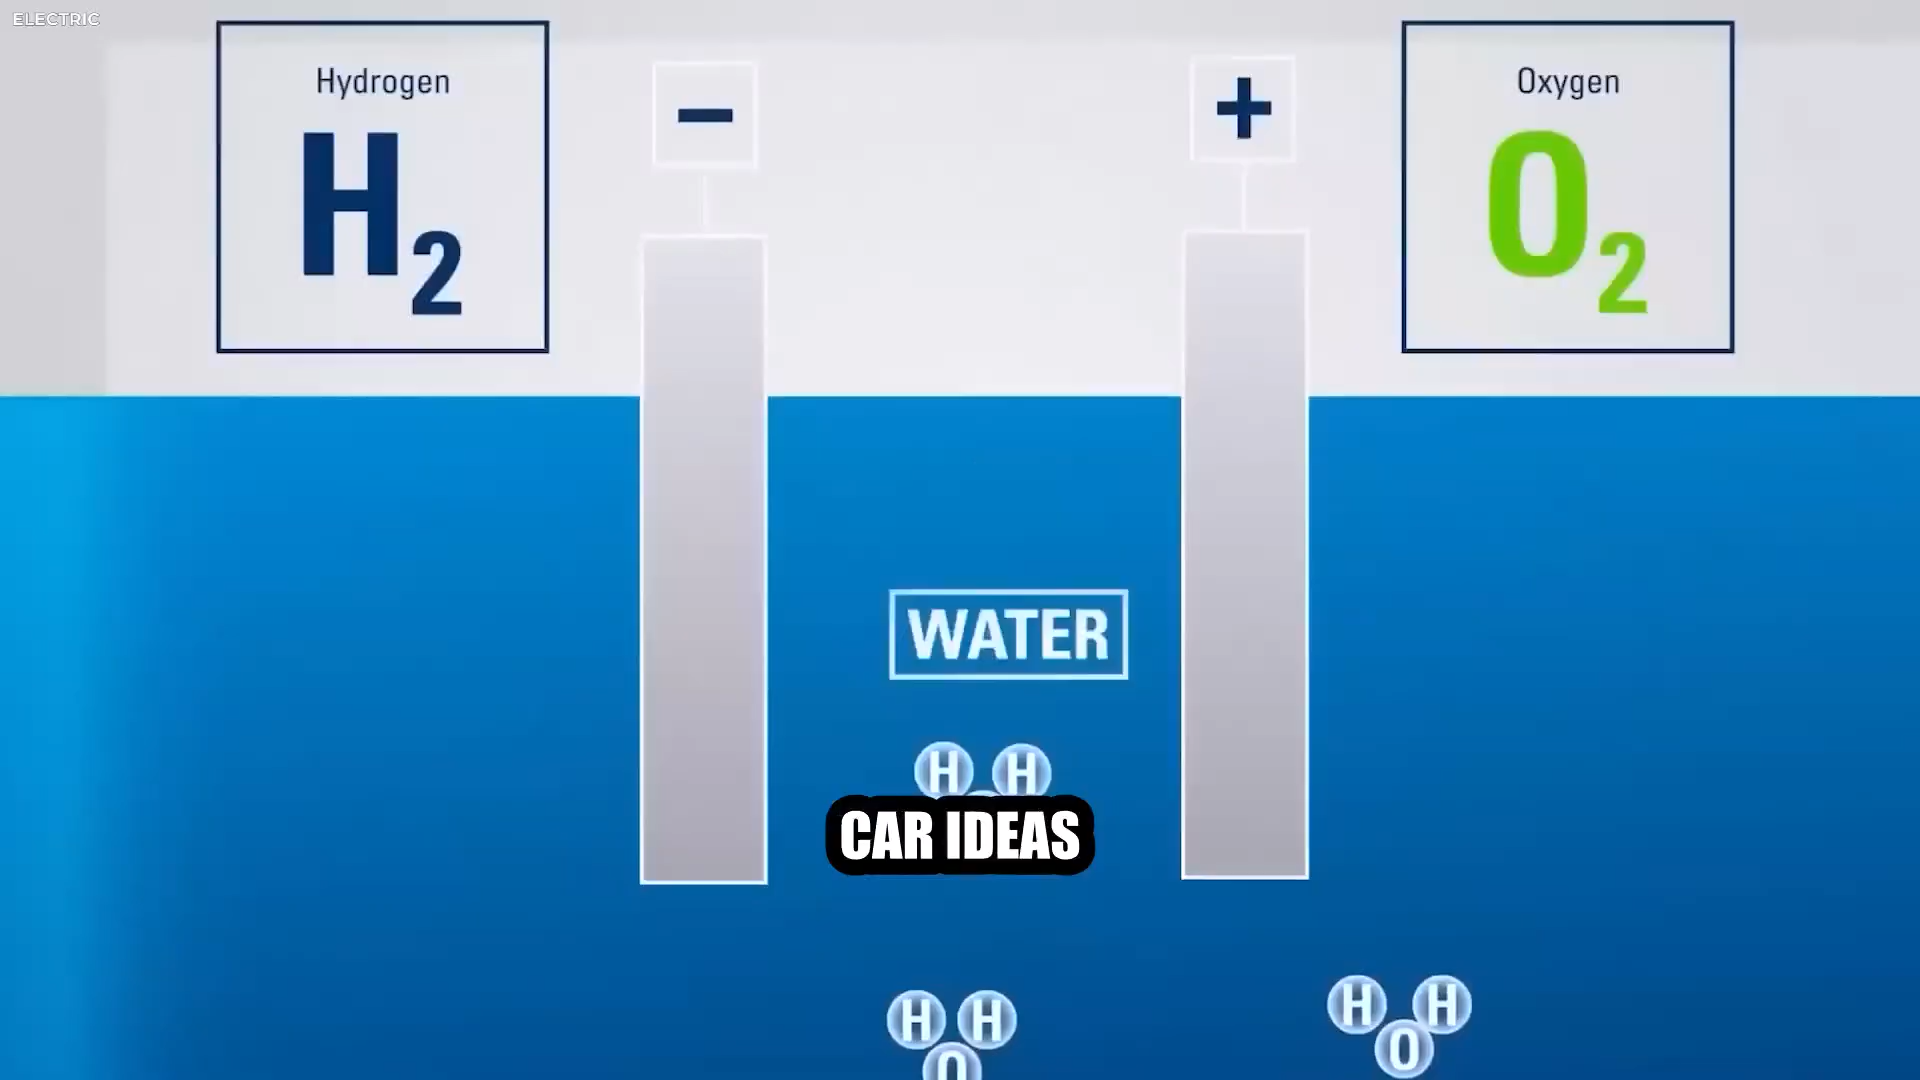 ELECTRIC
Hydrogen
H2
−
+
Oxygen
O2
WATER
H H
CAR IDEAS
H H
O
H H
O